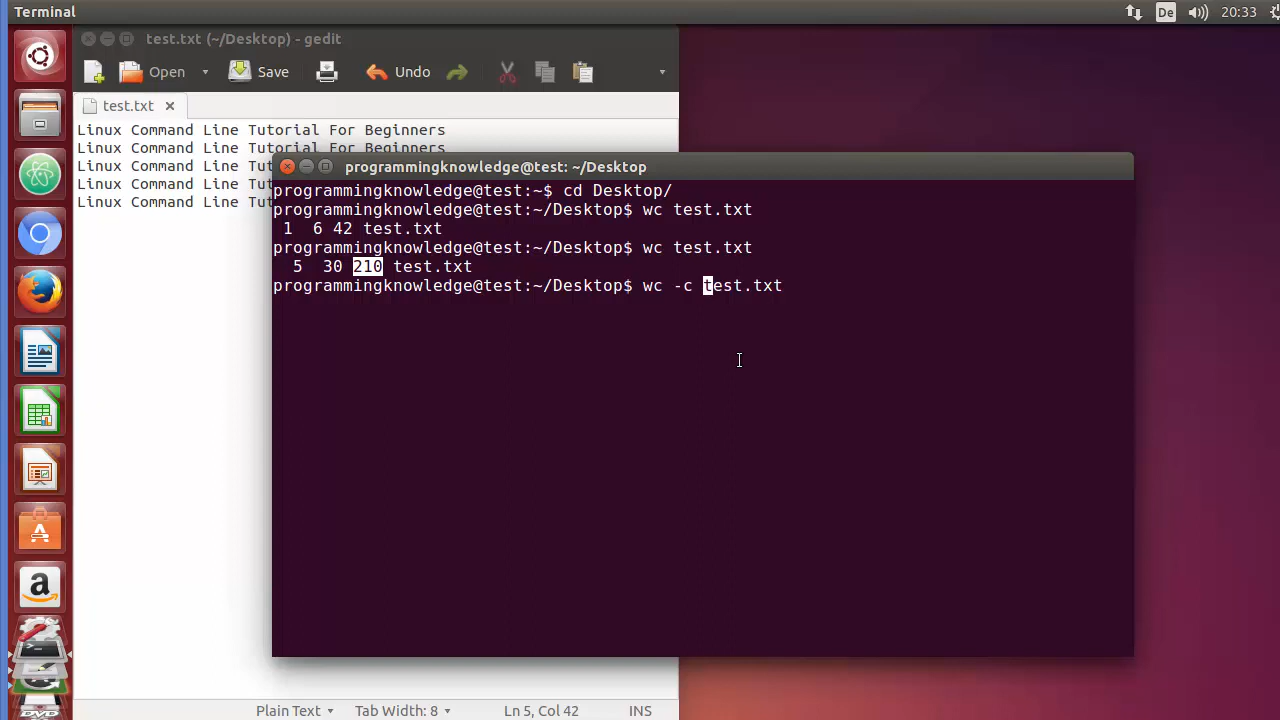 Terminal
De
20:33
test.txt (~/Desktop) - gedit
Open
Save
Undo
test.txt
Linux Command Line Tutorial For Beginners
Linux Command Line Tutorial For Beginners
Linux Command Line Tut
Linux Command Line Tut
Linux Command Line Tut
programmingknowledge@test: ~/Desktop
programmingknowledge@test:~$ cd Desktop/
programmingknowledge@test:~/Desktop$ wc test.txt
1  6 42 test.txt
programmingknowledge@test:~/Desktop$ wc test.txt
5  30 210 test.txt
programmingknowledge@test:~/Desktop$ wc -c test.txt
Plain Text
Tab Width: 8
Ln 5, Col 42
INS